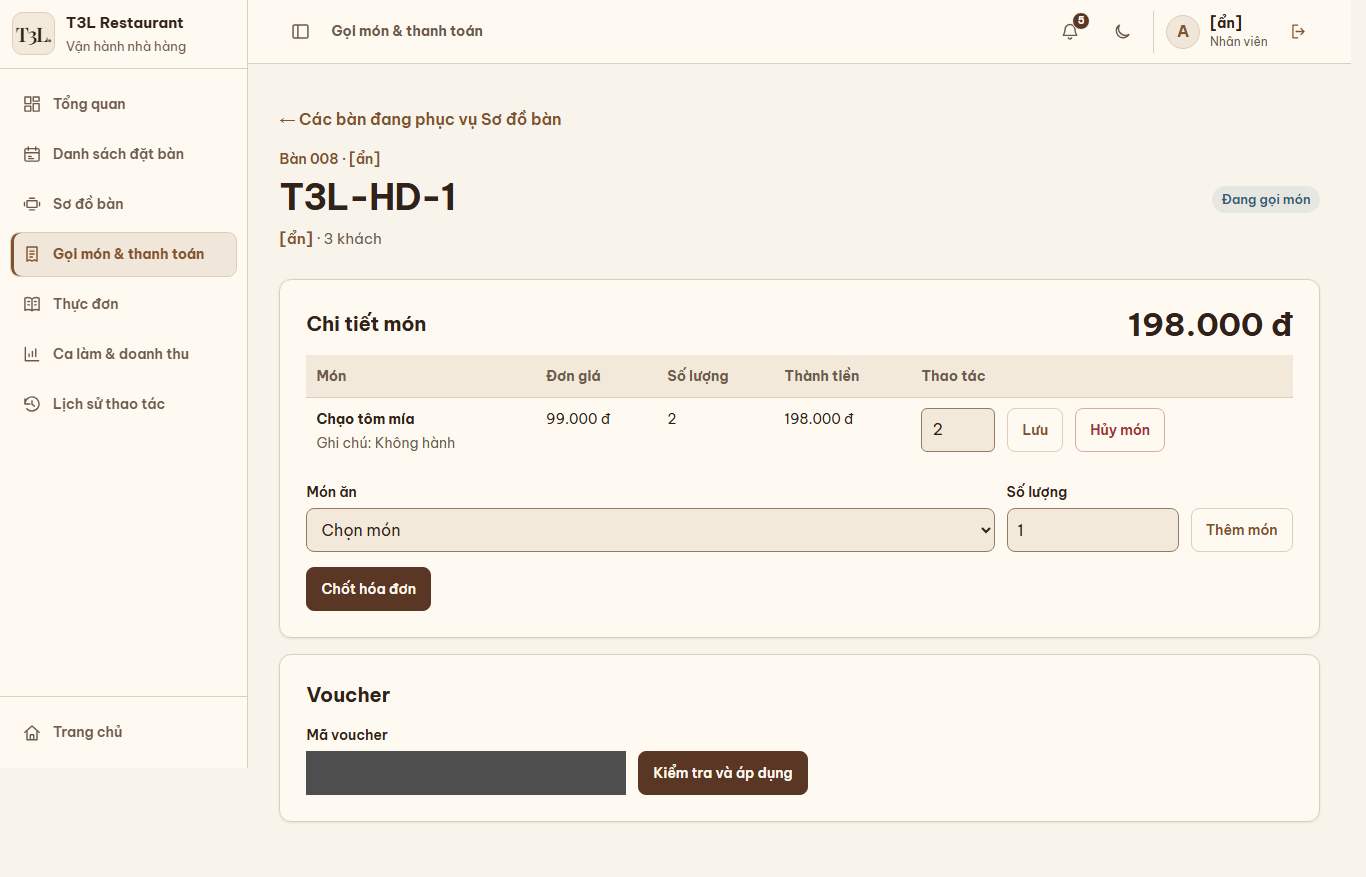 T3L. T3L Restaurant
Vận hành nhà hàng
Gọi món & thanh toán
5
A
[ẩn]
Nhân viên
Tổng quan
Danh sách đặt bàn
Sơ đồ bàn
Gọi món & thanh toán
Thực đơn
Ca làm & doanh thu
Lịch sử thao tác
Trang chủ
← Các bàn đang phục vụ Sơ đồ bàn
Bàn 008 · [ẩn]
T3L-HD-1
Đang gọi món
[ẩn] · 3 khách
Chi tiết món 198.000 đ
Món Đơn giá Số lượng Thành tiền Thao tác
Chạo tôm mía 99.000 đ 2 198.000 đ 2 Lưu Hủy món
Ghi chú: Không hành
Món ăn Số lượng
Chọn món 1 Thêm món
Chốt hóa đơn
Voucher
Mã voucher
Kiểm tra và áp dụng